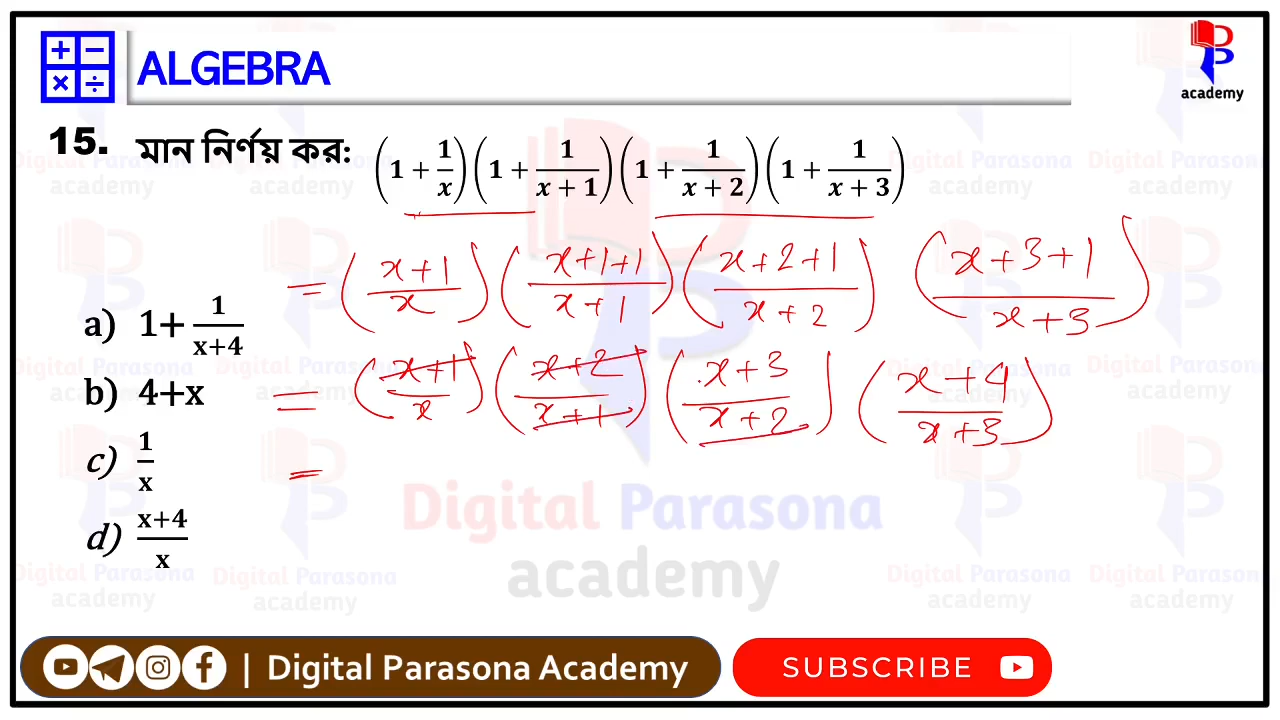 ALGEBRA
academy
15. মান নির্ণয় কর: (1 + 1/x)(1 + 1/(x + 1))(1 + 1/(x + 2))(1 + 1/(x + 3))
= ((x+1)/x) ((x+1+1)/(x+1)) ((x+2+1)/(x+2)) ((x+3+1)/(x+3))
a) 1+ 1/(x+4)
= ((x+1)/x) ((x+2)/(x+1)) ((x+3)/(x+2)) ((x+4)/(x+3))
b) 4+x
c) 1/x
=
d) (x+4)/x
Digital Parasona
academy
| Digital Parasona Academy
SUBSCRIBE